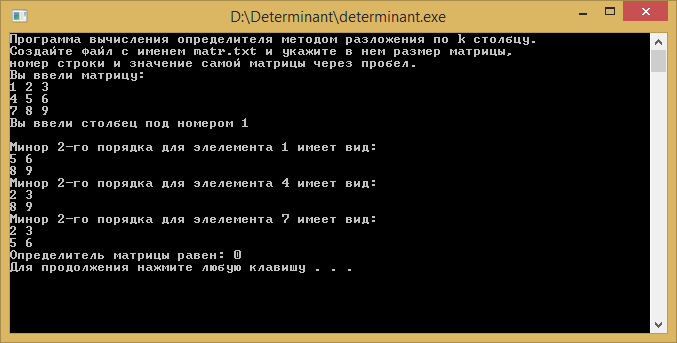 D:\Determinant\determinant.exe
Программа вычисления определителя методом разложения по k столбцу.
Создайте файл с именем matr.txt и укажите в нем размер матрицы,
номер строки и значение самой матрицы через пробел.
Вы ввели матрицу:
1 2 3
4 5 6
7 8 9
Вы ввели столбец под номером 1
Минор 2-го порядка для элелемента 1 имеет вид:
5 6
8 9
Минор 2-го порядка для элелемента 4 имеет вид:
2 3
8 9
Минор 2-го порядка для элелемента 7 имеет вид:
2 3
5 6
Определитель матрицы равен: 0
Для продолжения нажмите любую клавишу . . .